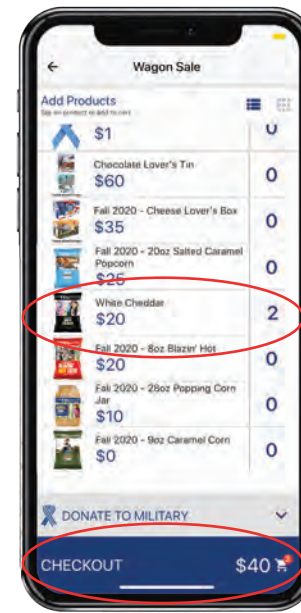 Wagon Sale
Add Products
Tap on product to add to cart
$1 0
Chocolate Lover's Tin
$60 0
Fall 2020 - Cheese Lover's Box
$35 0
Fall 2020 - 20oz Salted Caramel
Popcorn
$25 0
White Cheddar
$20 2
Fall 2020 - 8oz Blazin' Hot
$20 0
Fall 2020 - 28oz Popping Corn
Jar
$10 0
Fall 2020 - 9oz Caramel Corn
$0 0
DONATE TO MILITARY
CHECKOUT $40